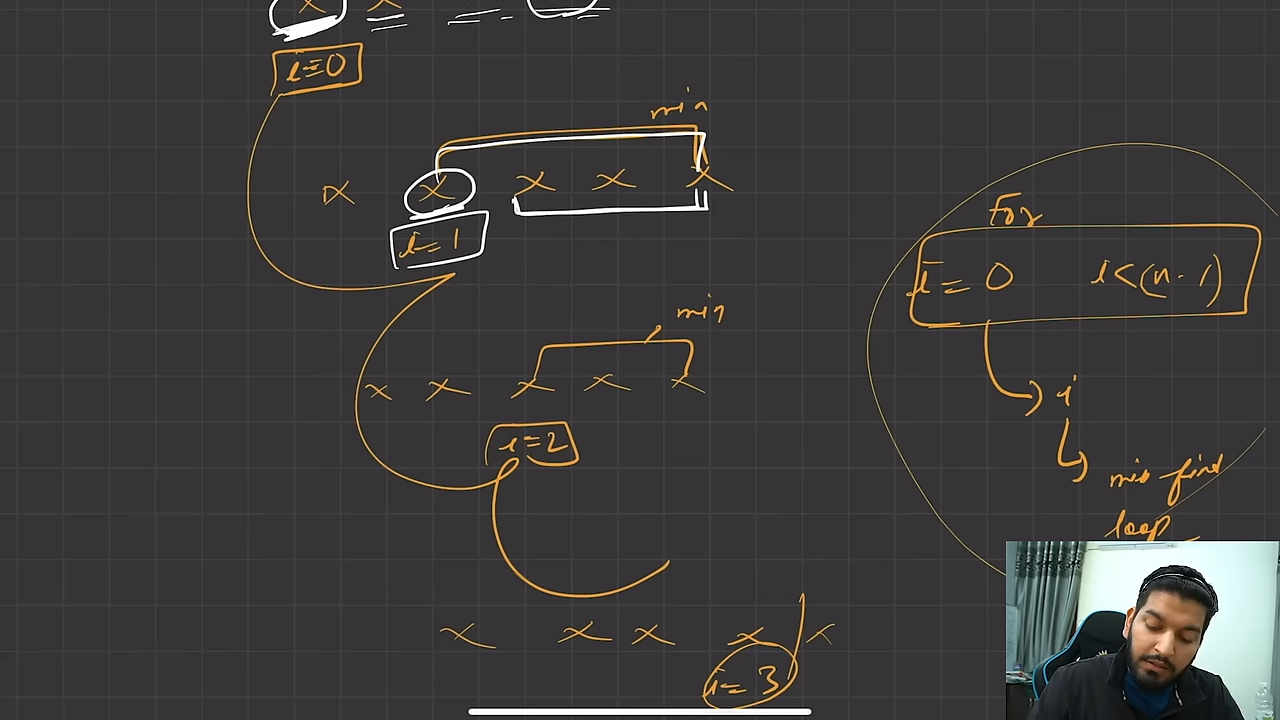 i=0
min
x x x x x
i=1
For
i=0 i<(n-1)
min
x x x x x
i
i=2
min find
loop
x x x x x
i=3